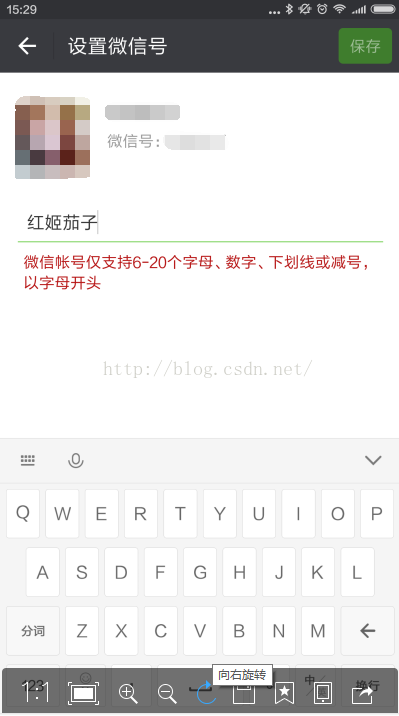 15:29
设置微信号
保存
微信号:
红姬茄子
微信帐号仅支持6-20个字母、数字、下划线或减号，
以字母开头
http://blog.csdn.net/
Q W E R T Y U I O P
A S D F G H J K L
分词 Z X C V B N M
向右旋转
123 中 换行
1:1